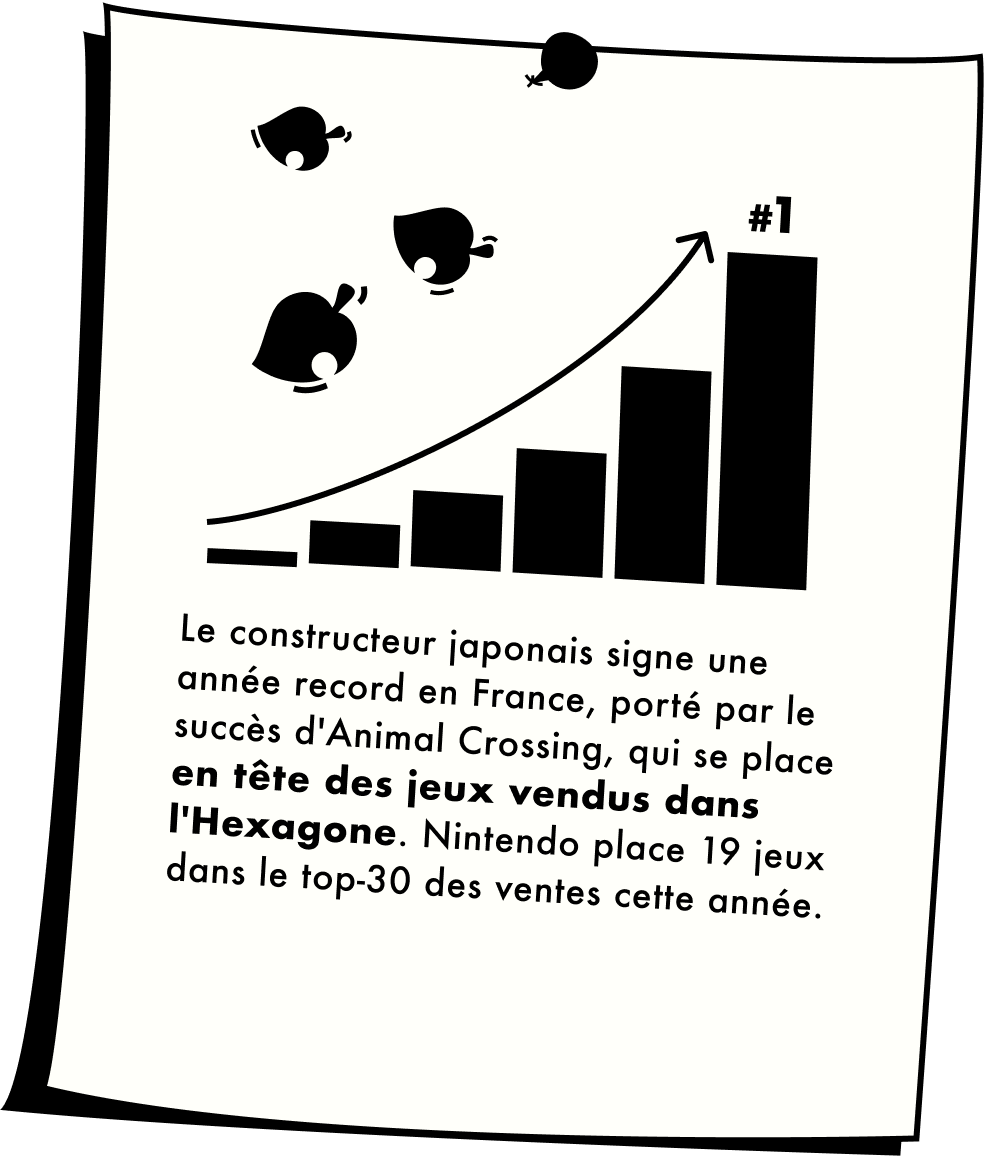 #1
Le constructeur japonais signe une
année record en France, porté par le
succès d'Animal Crossing, qui se place
en tête des jeux vendus dans
l'Hexagone. Nintendo place 19 jeux
dans le top-30 des ventes cette année.